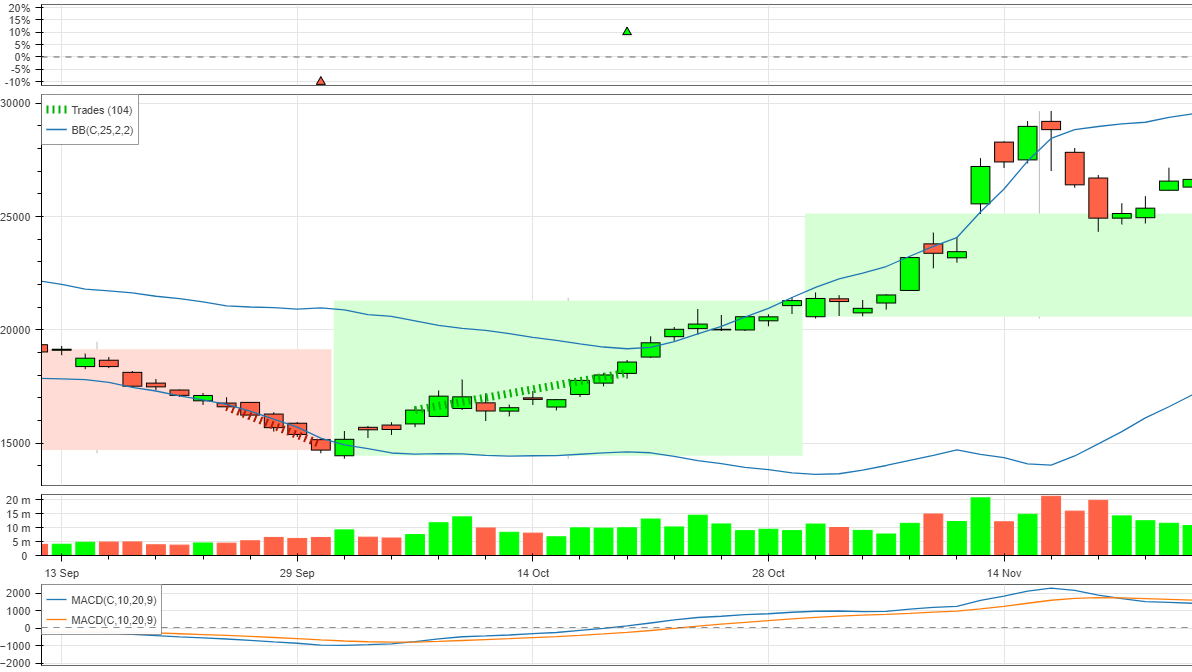 20%
15%
10%
5%
0%
-5%
-10%
30000
Trades (104)
BB(C,25,2,2)
25000
20000
15000
20 m
15 m
10 m
5 m
0
13 Sep 29 Sep 14 Oct 28 Oct 14 Nov
2000
MACD(C,10,20,9)
1000
MACD(C,10,20,9)
0
-1000
-2000